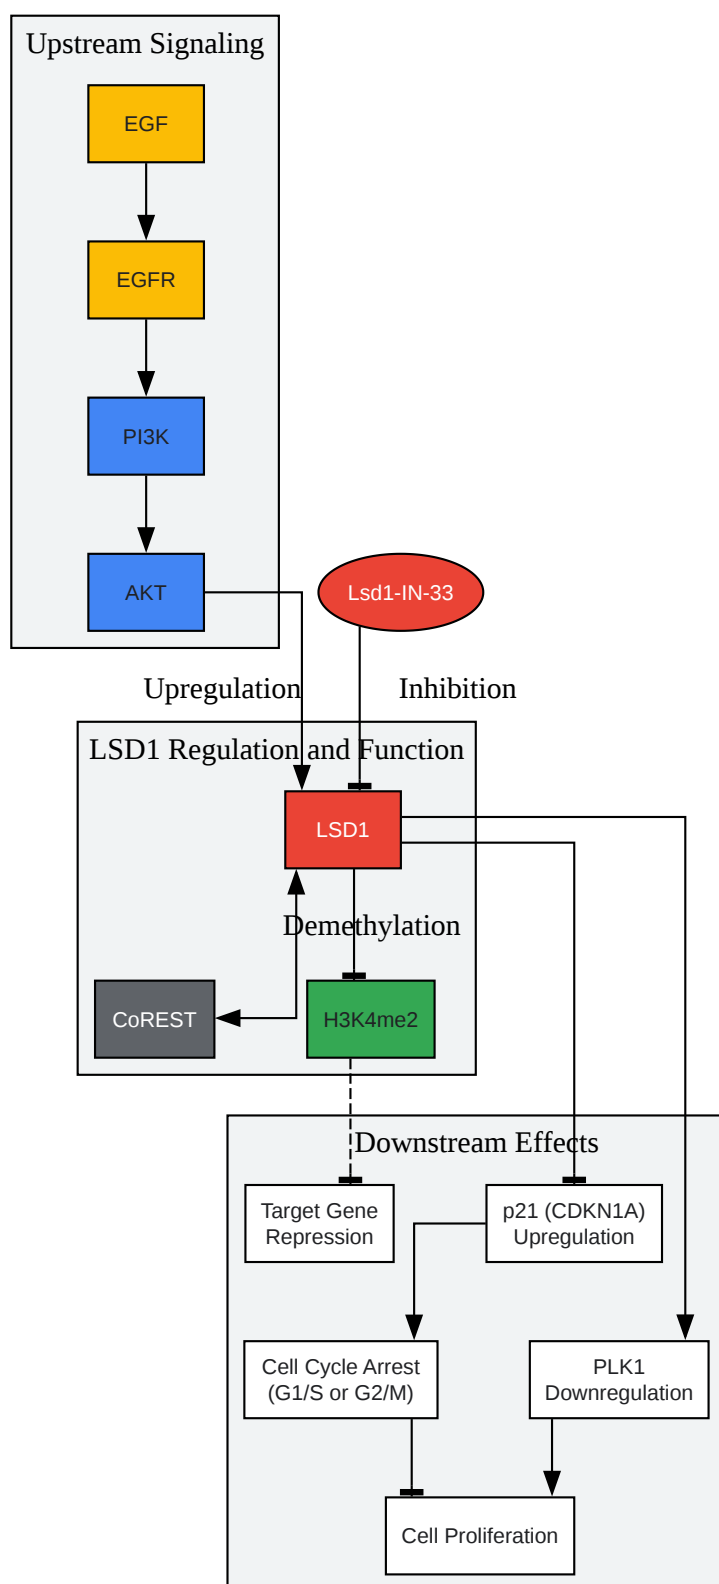 Upstream Signaling
EGF
EGFR
PI3K
AKT
Lsd1-IN-33
Upregulation
Inhibition
LSD1 Regulation and Function
LSD1
Demethylation
CoREST
H3K4me2
Downstream Effects
Target Gene
Repression
p21 (CDKN1A)
Upregulation
Cell Cycle Arrest
(G1/S or G2/M)
PLK1
Downregulation
Cell Proliferation